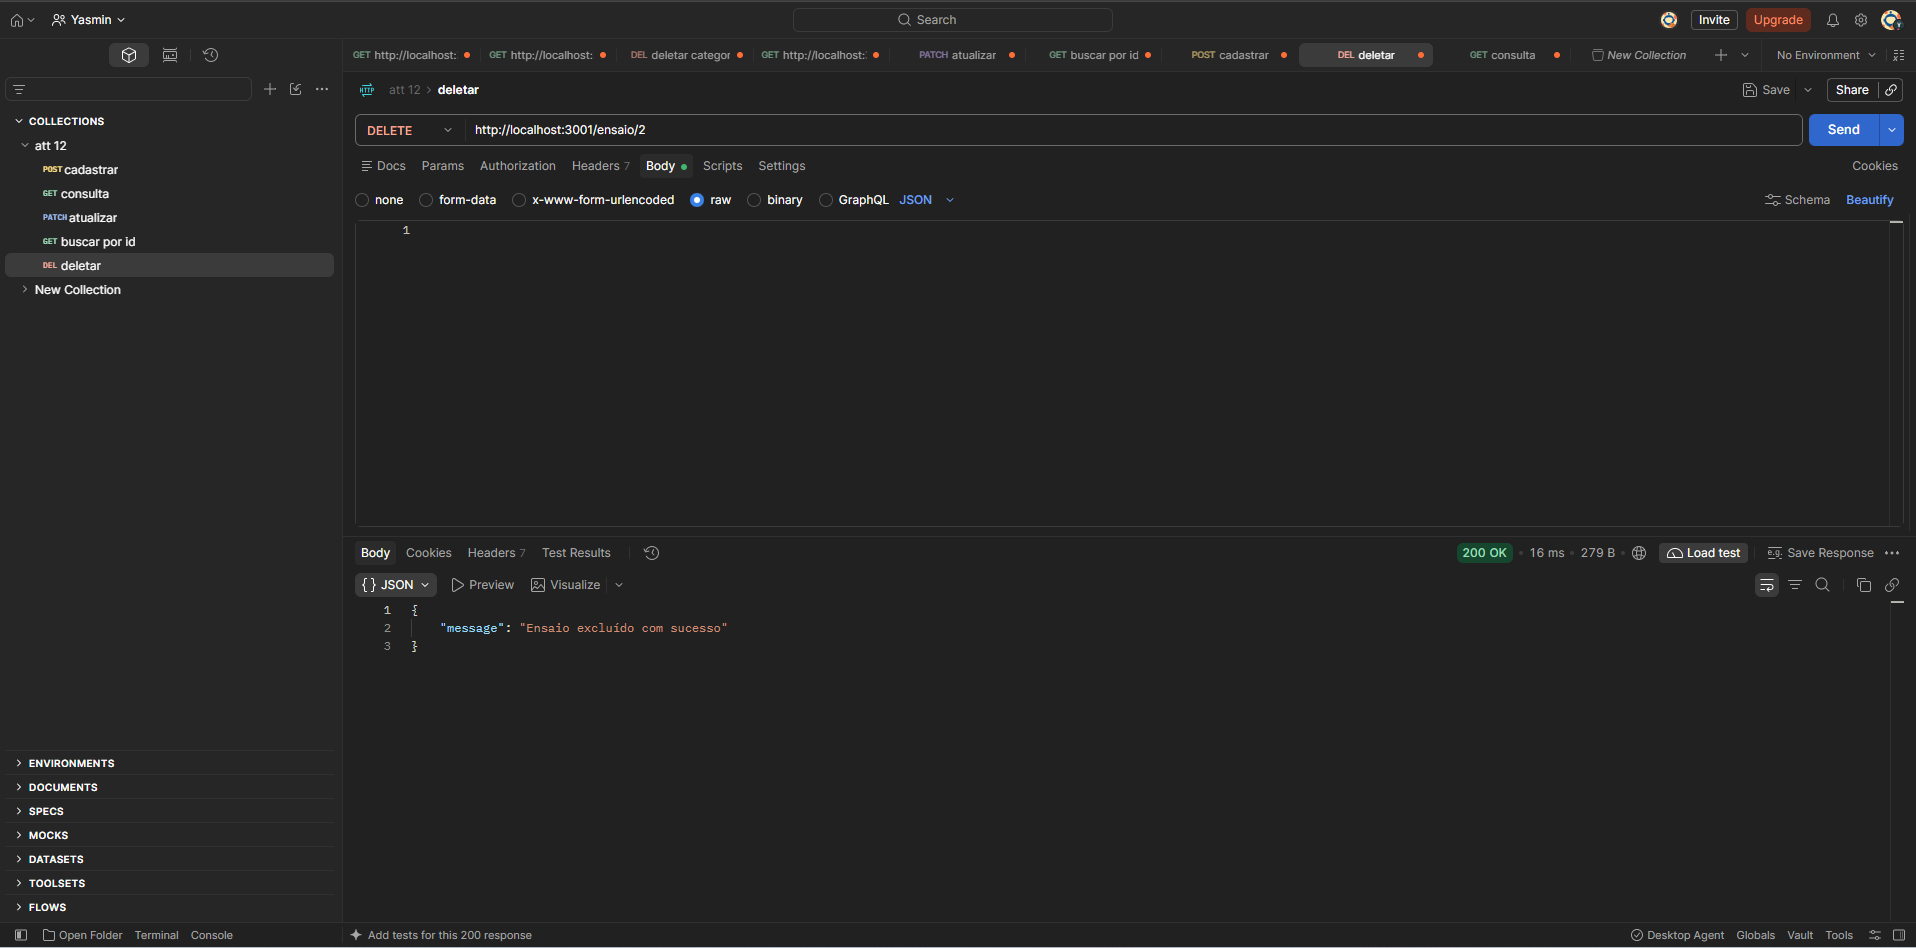 Yasmin
Search
Invite
Upgrade
GET http://localhost:
GET http://localhost:
DEL deletar categor
GET http://localhost:
PATCH atualizar
GET buscar por id
POST cadastrar
DEL deletar
GET consulta
New Collection
No Environment
HTTP att 12 > deletar
Save
Share
COLLECTIONS
att 12
POST cadastrar
GET consulta
PATCH atualizar
GET buscar por id
DEL deletar
New Collection
DELETE
http://localhost:3001/ensaio/2
Send
Docs Params Authorization Headers 7 Body Scripts Settings
Cookies
none form-data x-www-form-urlencoded raw binary GraphQL JSON
Schema Beautify
1
Body Cookies Headers 7 Test Results
200 OK • 16 ms • 279 B
Load test
e.g. Save Response
{} JSON Preview Visualize
1 {
2 "message": "Ensaio excluído com sucesso"
3 }
ENVIRONMENTS
DOCUMENTS
SPECS
MOCKS
DATASETS
TOOLSETS
FLOWS
Open Folder Terminal Console
Add tests for this 200 response
Desktop Agent Globals Vault Tools